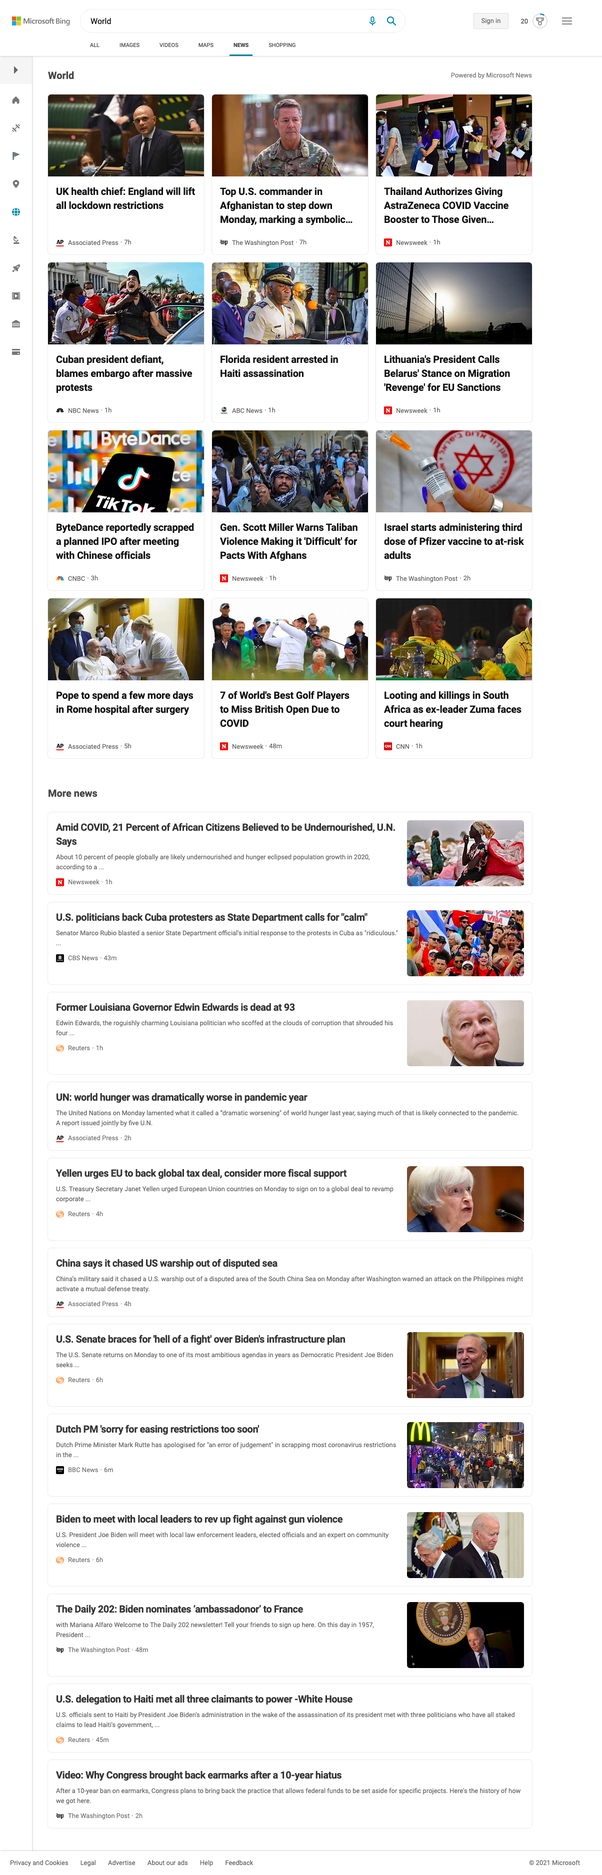 Microsoft Bing
World
Sign in
20
ALL
IMAGES
VIDEOS
MAPS
NEWS
SHOPPING
World
Powered by Microsoft News
UK health chief: England will lift
all lockdown restrictions
AP Associated Press · 7h
Top U.S. commander in
Afghanistan to step down
Monday, marking a symbolic...
wp The Washington Post · 7h
Thailand Authorizes Giving
AstraZeneca COVID Vaccine
Booster to Those Given...
N Newsweek · 1h
Cuban president defiant,
blames embargo after massive
protests
NBC News · 1h
Florida resident arrested in
Haiti assassination
ABC News · 1h
Lithuania's President Calls
Belarus' Stance on Migration
'Revenge' for EU Sanctions
N Newsweek · 1h
ByteDance
TikTok
ByteDance reportedly scrapped
a planned IPO after meeting
with Chinese officials
CNBC · 3h
Gen. Scott Miller Warns Taliban
Violence Making it 'Difficult' for
Pacts With Afghans
N Newsweek · 1h
Israel starts administering third
dose of Pfizer vaccine to at-risk
adults
wp The Washington Post · 2h
Pope to spend a few more days
in Rome hospital after surgery
AP Associated Press · 5h
7 of World's Best Golf Players
to Miss British Open Due to
COVID
N Newsweek · 48m
Looting and killings in South
Africa as ex-leader Zuma faces
court hearing
CNN · 1h
More news
Amid COVID, 21 Percent of African Citizens Believed to be Undernourished, U.N.
Says
About 10 percent of people globally are likely undernourished and hunger eclipsed population growth in 2020,
according to a ...
N Newsweek · 1h
U.S. politicians back Cuba protesters as State Department calls for "calm"
Senator Marco Rubio blasted a senior State Department official's initial response to the protests in Cuba as "ridiculous."
...
CBS News · 43m
Former Louisiana Governor Edwin Edwards is dead at 93
Edwin Edwards, the roguishly charming Louisiana politician who scoffed at the clouds of corruption that shrouded his
four ...
Reuters · 1h
UN: world hunger was dramatically worse in pandemic year
The United Nations on Monday lamented what it called a "dramatic worsening" of world hunger last year, saying much of that is likely connected to the pandemic.
A report issued jointly by five U.N.
AP Associated Press · 2h
Yellen urges EU to back global tax deal, consider more fiscal support
U.S. Treasury Secretary Janet Yellen urged European Union countries on Monday to sign on to a global deal to revamp
corporate ...
Reuters · 4h
China says it chased US warship out of disputed sea
China's military said it chased a U.S. warship out of a disputed area of the South China Sea on Monday after Washington warned an attack on the Philippines might
activate a mutual defense treaty.
AP Associated Press · 4h
U.S. Senate braces for 'hell of a fight' over Biden's infrastructure plan
The U.S. Senate returns on Monday to one of its most ambitious agendas in years as Democratic President Joe Biden
seeks ...
Reuters · 6h
Dutch PM 'sorry for easing restrictions too soon'
Dutch Prime Minister Mark Rutte has apologised for "an error of judgement" in scrapping most coronavirus restrictions
in the ...
BBC News · 6m
Biden to meet with local leaders to rev up fight against gun violence
U.S. President Joe Biden will meet with local law enforcement leaders, elected officials and an expert on community
violence ...
Reuters · 6h
The Daily 202: Biden nominates 'ambassadonor' to France
with Mariana Alfaro Welcome to The Daily 202 newsletter! Tell your friends to sign up here. On this day in 1957,
President ...
wp The Washington Post · 48m
U.S. delegation to Haiti met all three claimants to power -White House
U.S. officials sent to Haiti by President Joe Biden's administration in the wake of the assassination of its president met with three politicians who have all staked
claims to lead Haiti's government, ...
Reuters · 45m
Video: Why Congress brought back earmarks after a 10-year hiatus
After a 10-year ban on earmarks, Congress plans to bring back the practice that allows federal funds to be set aside for specific projects. Here's the history of how
we got here.
wp The Washington Post · 2h
Privacy and Cookies
Legal
Advertise
About our ads
Help
Feedback
© 2021 Microsoft